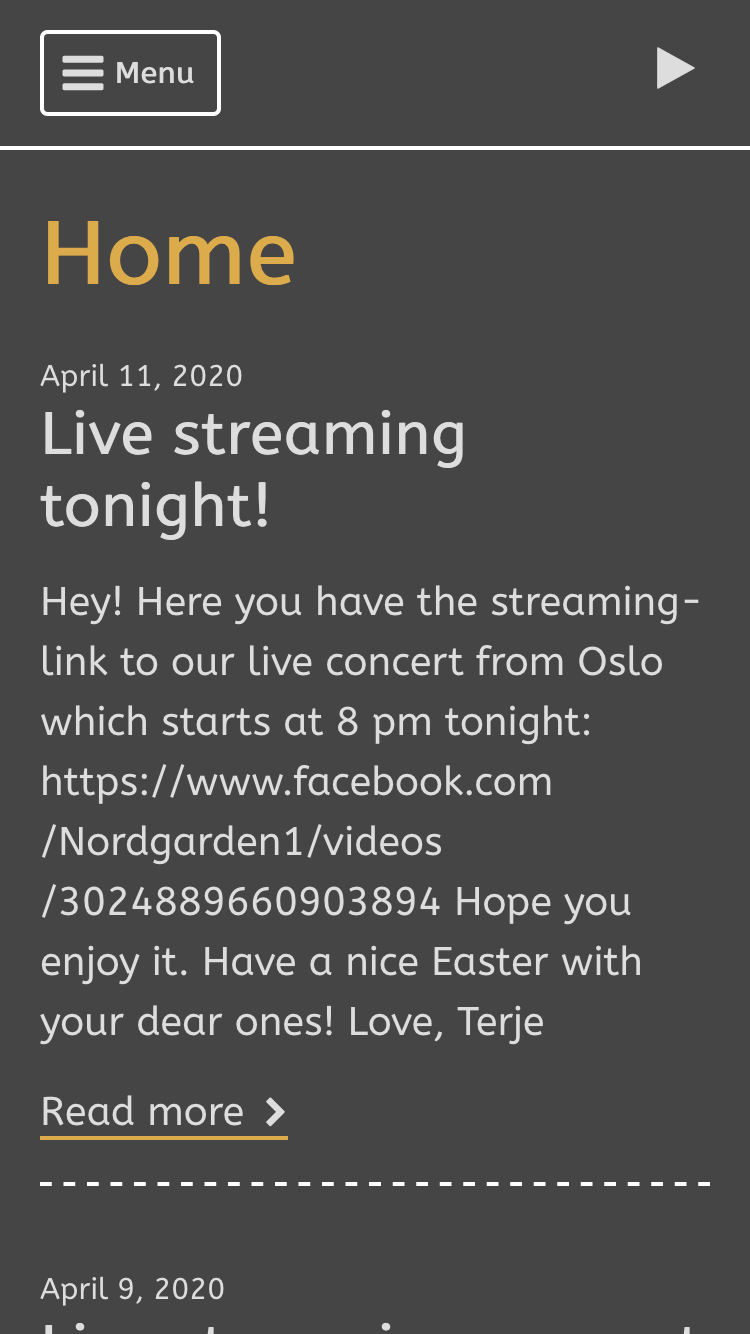 Menu
Home
April 11, 2020
Live streaming
tonight!
Hey! Here you have the streaming-
link to our live concert from Oslo
which starts at 8 pm tonight:
https://www.facebook.com
/Nordgarden1/videos
/3024889660903894 Hope you
enjoy it. Have a nice Easter with
your dear ones! Love, Terje
Read more
April 9, 2020